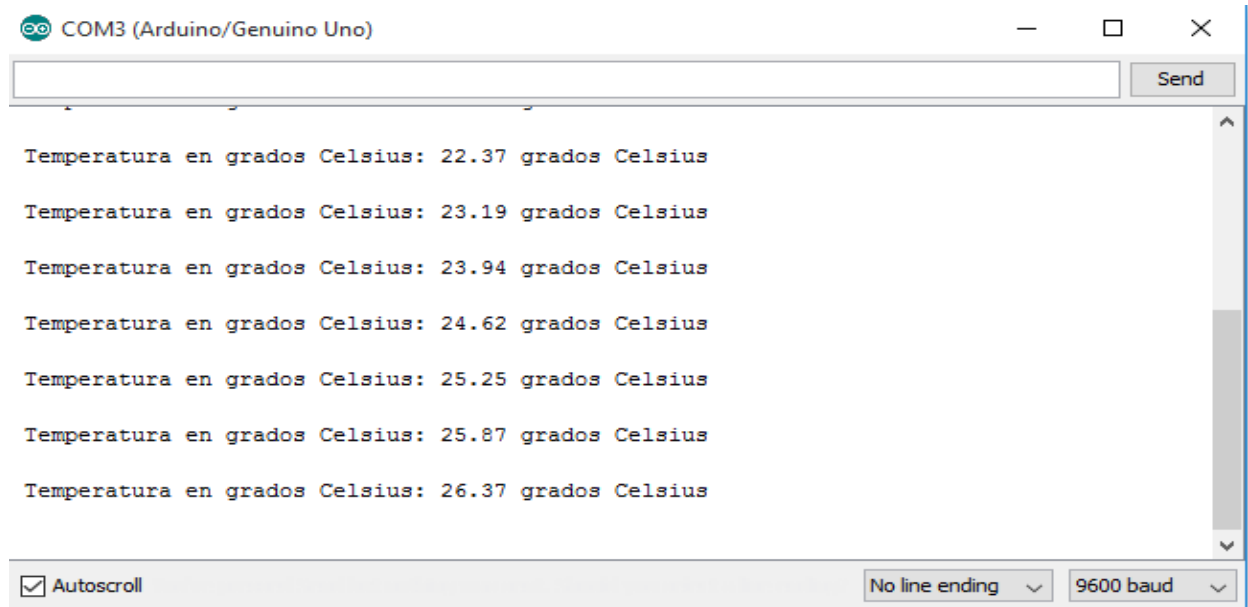 COM3 (Arduino/Genuino Uno)
Send
Temperatura en grados Celsius: 22.37 grados Celsius
Temperatura en grados Celsius: 23.19 grados Celsius
Temperatura en grados Celsius: 23.94 grados Celsius
Temperatura en grados Celsius: 24.62 grados Celsius
Temperatura en grados Celsius: 25.25 grados Celsius
Temperatura en grados Celsius: 25.87 grados Celsius
Temperatura en grados Celsius: 26.37 grados Celsius
Autoscroll No line ending 9600 baud